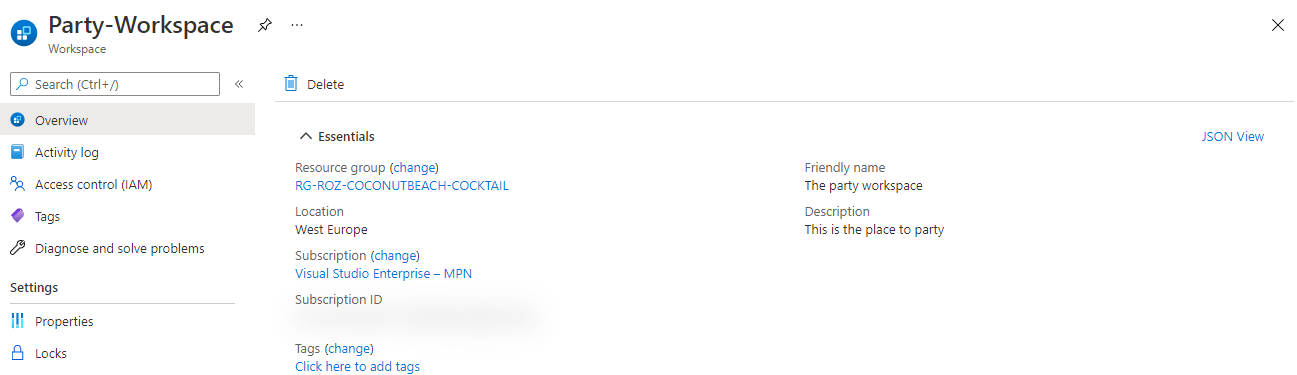 Party-Workspace
Workspace
Search (Ctrl+/)
Overview
Activity log
Access control (IAM)
Tags
Diagnose and solve problems
Settings
Properties
Locks
Delete
Essentials
JSON View
Resource group (change)
RG-ROZ-COCONUTBEACH-COCKTAIL
Location
West Europe
Subscription (change)
Visual Studio Enterprise – MPN
Subscription ID
Tags (change)
Click here to add tags
Friendly name
The party workspace
Description
This is the place to party